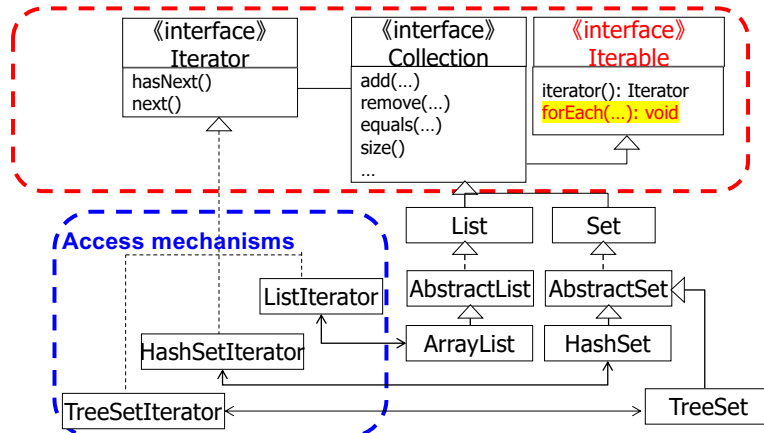 《interface》
Iterator
hasNext()
next()
《interface》
Collection
add(…)
remove(…)
equals(…)
size()
…
《interface》
Iterable
iterator(): Iterator
forEach(…): void
List
Set
Access mechanisms
ListIterator
AbstractList
AbstractSet
HashSetIterator
ArrayList
HashSet
TreeSetIterator
TreeSet